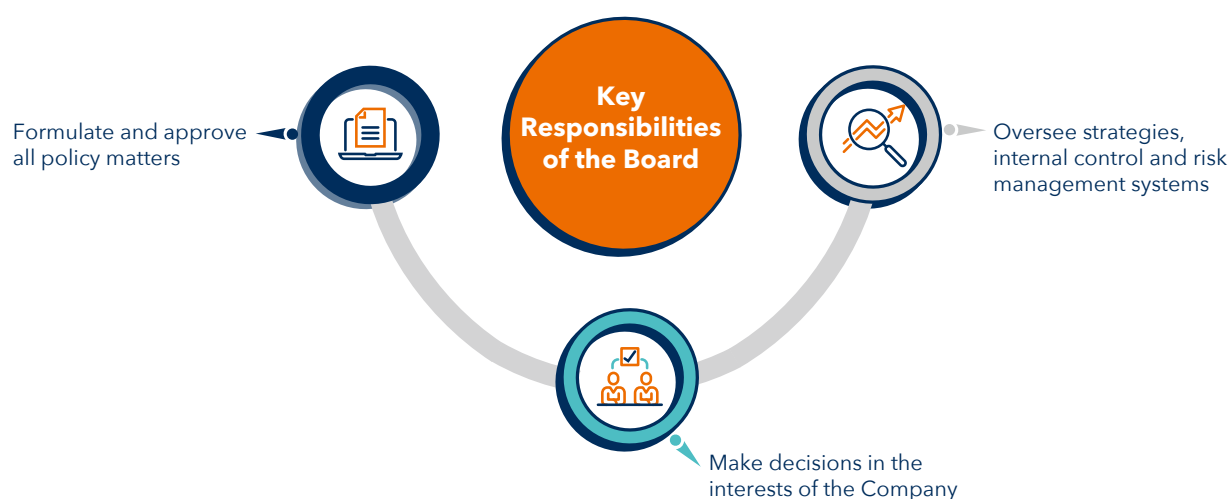 Key
Responsibilities
of the Board
Formulate and approve
all policy matters
Oversee strategies,
internal control and risk
management systems
Make decisions in the
interests of the Company